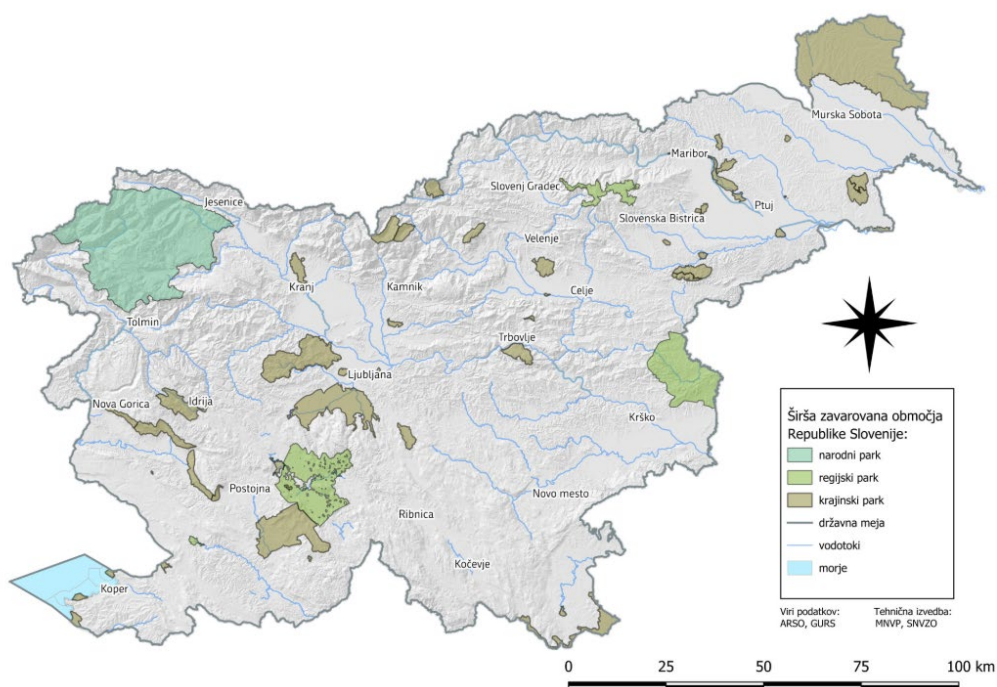 Murska Sobota
Maribor
Slovenj Gradec
Jesenice
Ptuj
Slovenska Bistrica
Velenje
Kranj
Kamnik
Celje
Tolmin
Trbovlje
Ljubljana
Nova Gorica
Idrija
Krško
Postojna
Novo mesto
Ribnica
Kočevje
Koper
Širša zavarovana območja
Republike Slovenije:
narodni park
regijski park
krajinski park
državna meja
vodotoki
morje
Viri podatkov:
ARSO, GURS
Tehnična izvedba:
MNVP, SNVZO
0 25 50 75 100 km